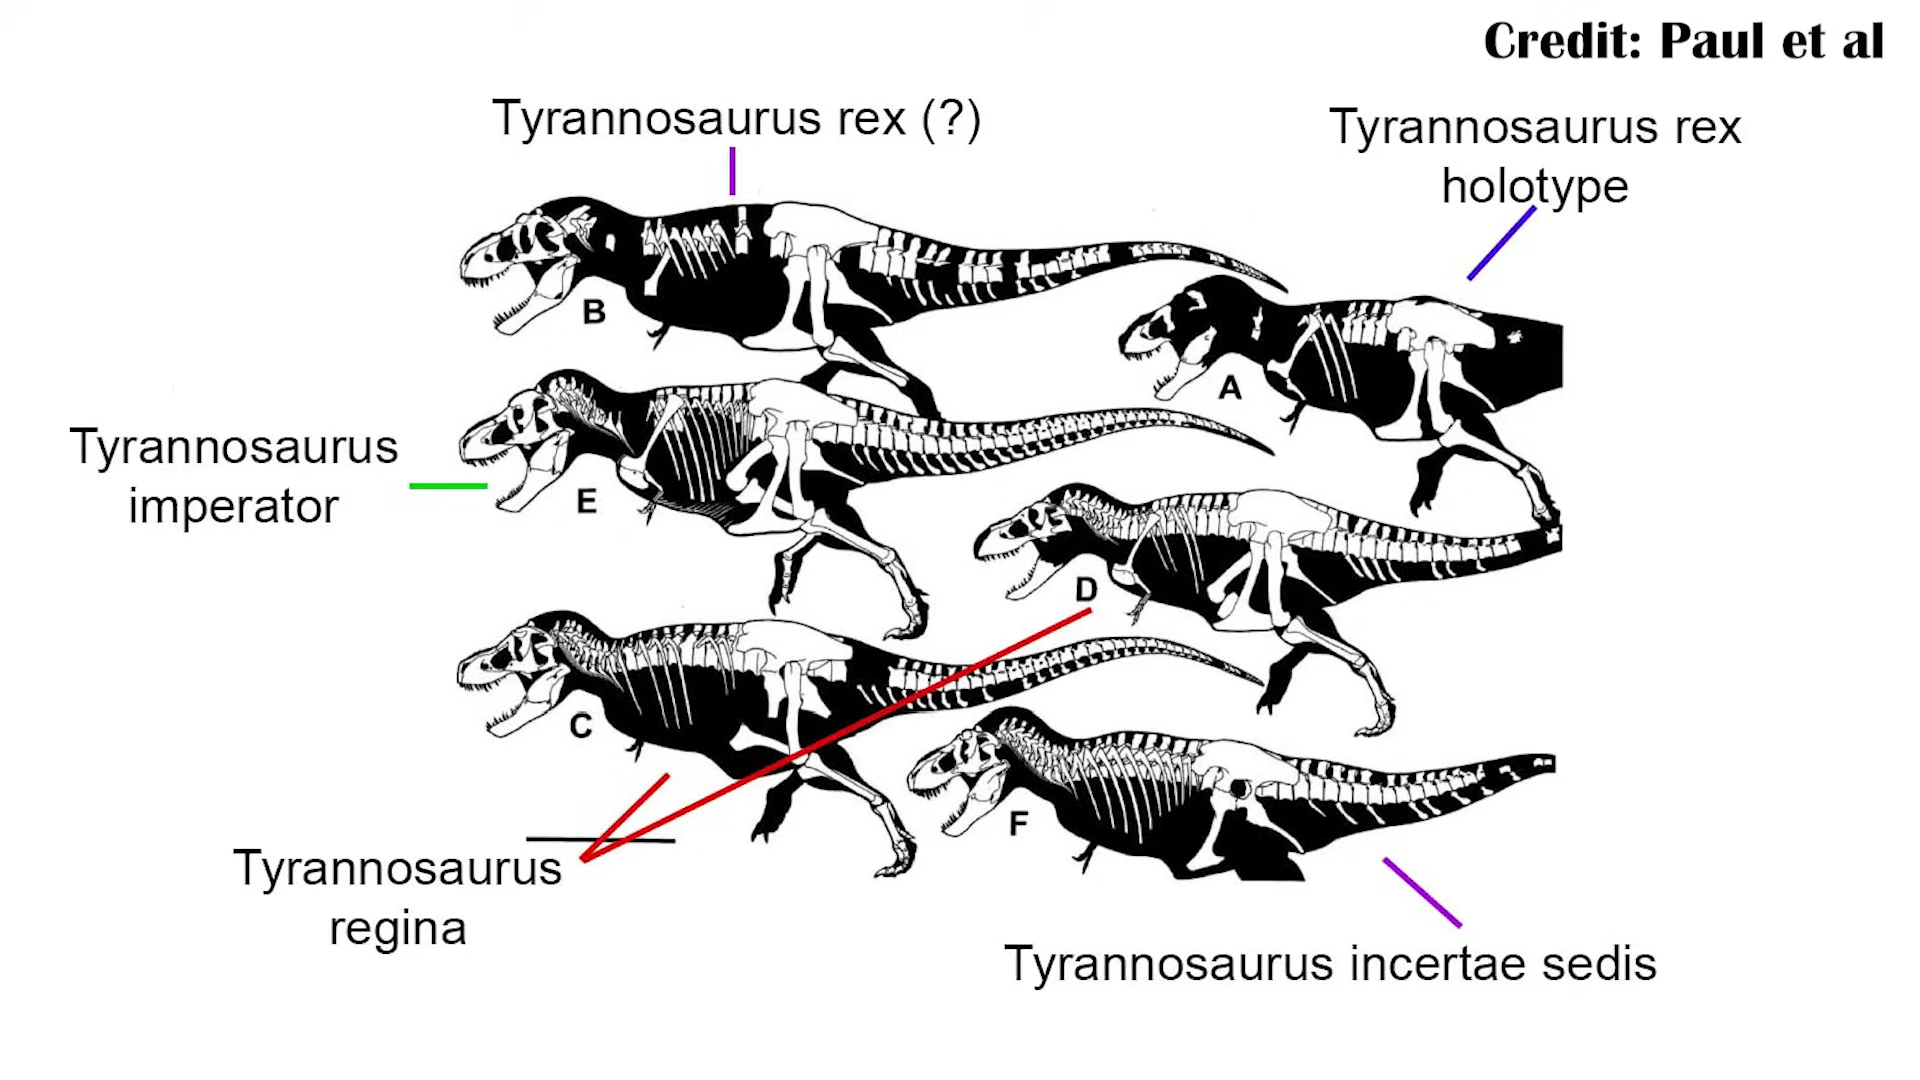 Credit: Paul et al
Tyrannosaurus rex (?)
Tyrannosaurus rex
holotype
B
A
Tyrannosaurus
imperator
E
D
C
F
Tyrannosaurus
regina
Tyrannosaurus incertae sedis